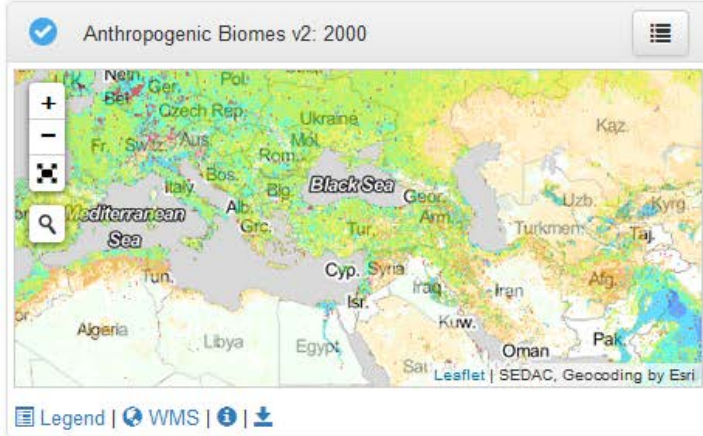 Anthropogenic Biomes v2: 2000
+
U.K. Neth. Ger. Pol.
Bel.
Czech Rep.
Ukraine
−
Fr. Switz. Aus. Mol. Kaz.
Rom.
Bos.
Italy Blg. Black Sea Geor. Uzb. Kyrg.
Mediterranean Sea
Alb.
Grc. Tur. Arm. Turkmen. Taj.
Cyp. Syria
Tun. Iraq Iran Afg.
Isr.
Algeria Libya Egypt Kuw. Pak.
Oman
Sau
Leaflet | SEDAC, Geocoding by Esri
Legend | WMS | |